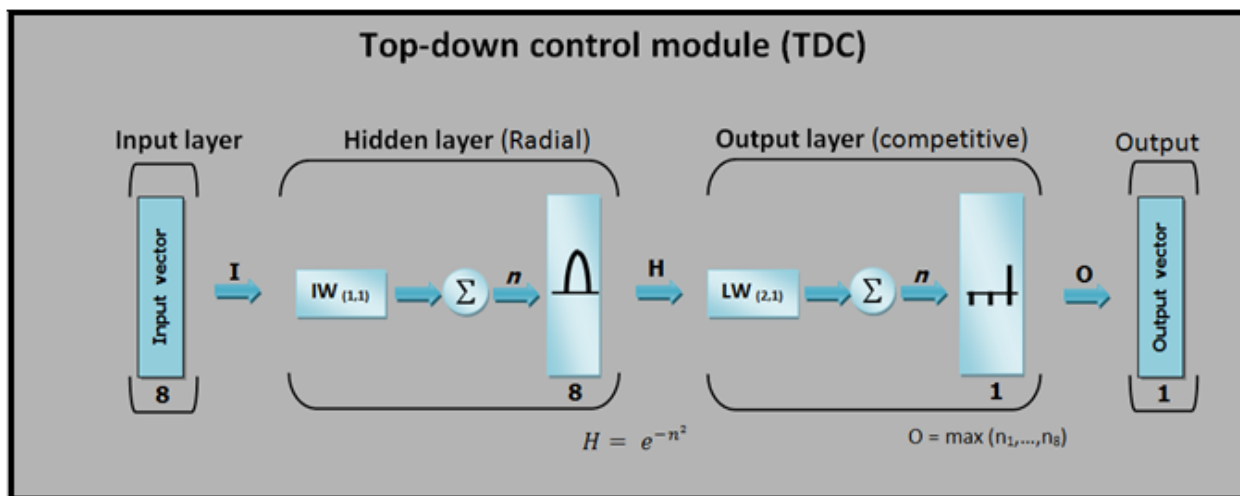 Top-down control module (TDC)
Input layer
Hidden layer (Radial)
Output layer (competitive)
Output
Input vector
I
IW (1,1)
Σ
n
H
LW (2,1)
Σ
n
O
Output vector
8
8
1
1
H = e^{-n^2}
O = max (n₁,...,n₈)